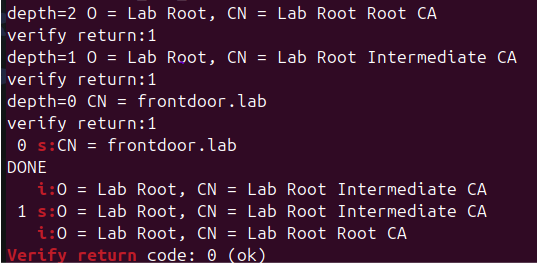 depth=2 O = Lab Root, CN = Lab Root Root CA
verify return:1
depth=1 O = Lab Root, CN = Lab Root Intermediate CA
verify return:1
depth=0 CN = frontdoor.lab
verify return:1
 0 s:CN = frontdoor.lab
DONE
   i:O = Lab Root, CN = Lab Root Intermediate CA
 1 s:O = Lab Root, CN = Lab Root Intermediate CA
   i:O = Lab Root, CN = Lab Root Root CA
Verify return code: 0 (ok)